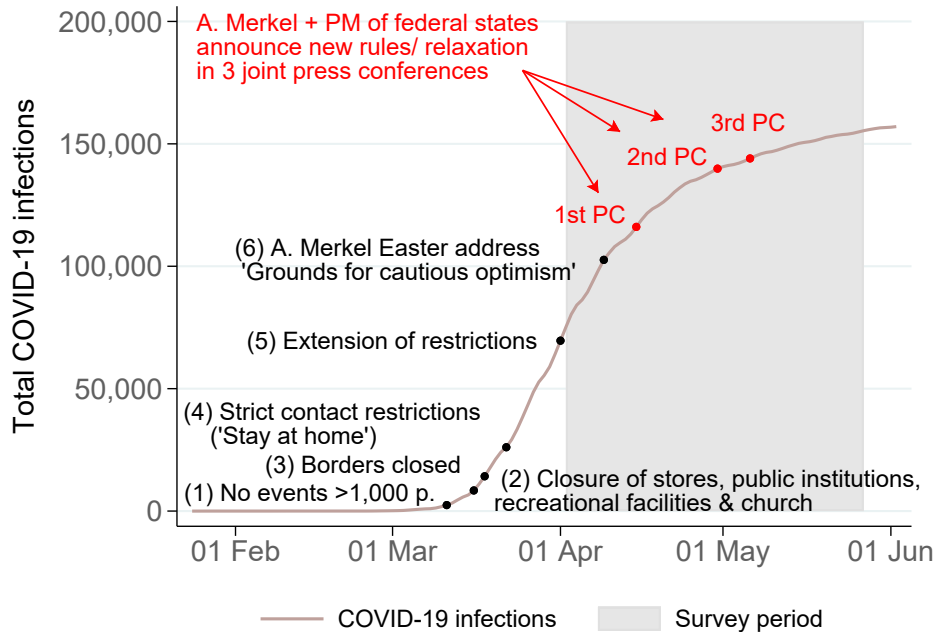 200,000
150,000
100,000
50,000
0
Total COVID-19 infections
A. Merkel + PM of federal states
announce new rules/ relaxation
in 3 joint press conferences
3rd PC
2nd PC
1st PC
(6) A. Merkel Easter address
'Grounds for cautious optimism'
(5) Extension of restrictions
(4) Strict contact restrictions
('Stay at home')
(3) Borders closed
(1) No events >1,000 p.
(2) Closure of stores, public institutions,
recreational facilities & church
01 Feb 01 Mar 01 Apr 01 May 01 Jun
COVID-19 infections Survey period